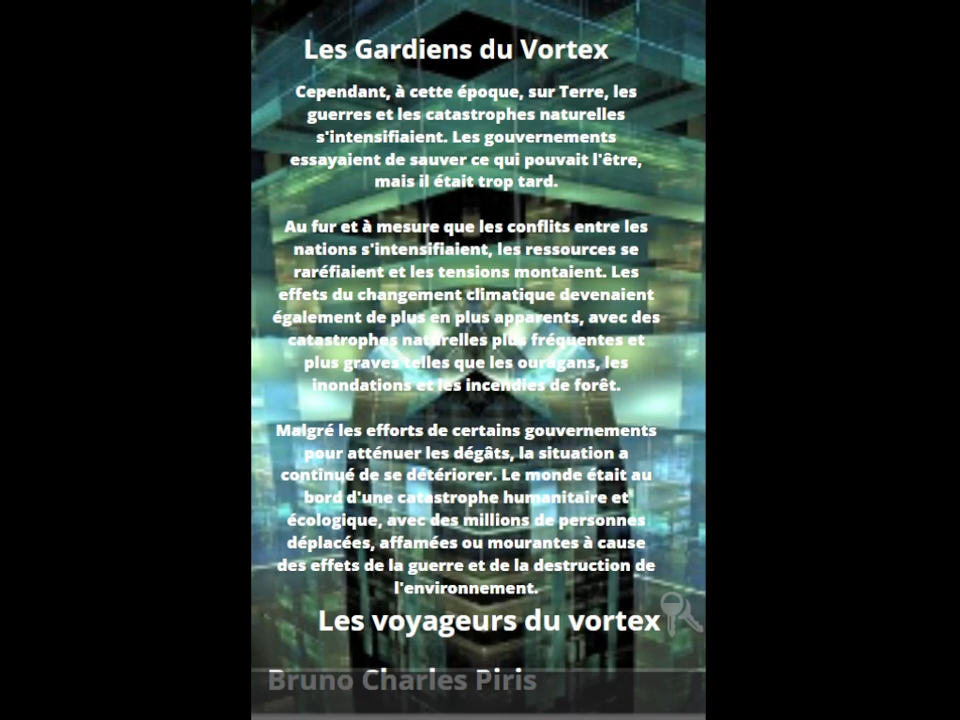 Les Gardiens du Vortex
Cependant, à cette époque, sur Terre, les
guerres et les catastrophes naturelles
s'intensifiaient. Les gouvernements
essayaient de sauver ce qui pouvait l'être,
mais il était trop tard.
Au fur et à mesure que les conflits entre les
nations s'intensifiaient, les ressources se
raréfiaient et les tensions montaient. Les
effets du changement climatique devenaient
également de plus en plus apparents, avec des
catastrophes naturelles plus fréquentes et
plus graves telles que les ouragans, les
inondations et les incendies de forêt.
Malgré les efforts de certains gouvernements
pour atténuer les dégâts, la situation a
continué de se détériorer. Le monde était au
bord d'une catastrophe humanitaire et
écologique, avec des millions de personnes
déplacées, affamées ou mourantes à cause
des effets de la guerre et de la destruction de
l'environnement.
Les voyageurs du vortex
Bruno Charles Piris